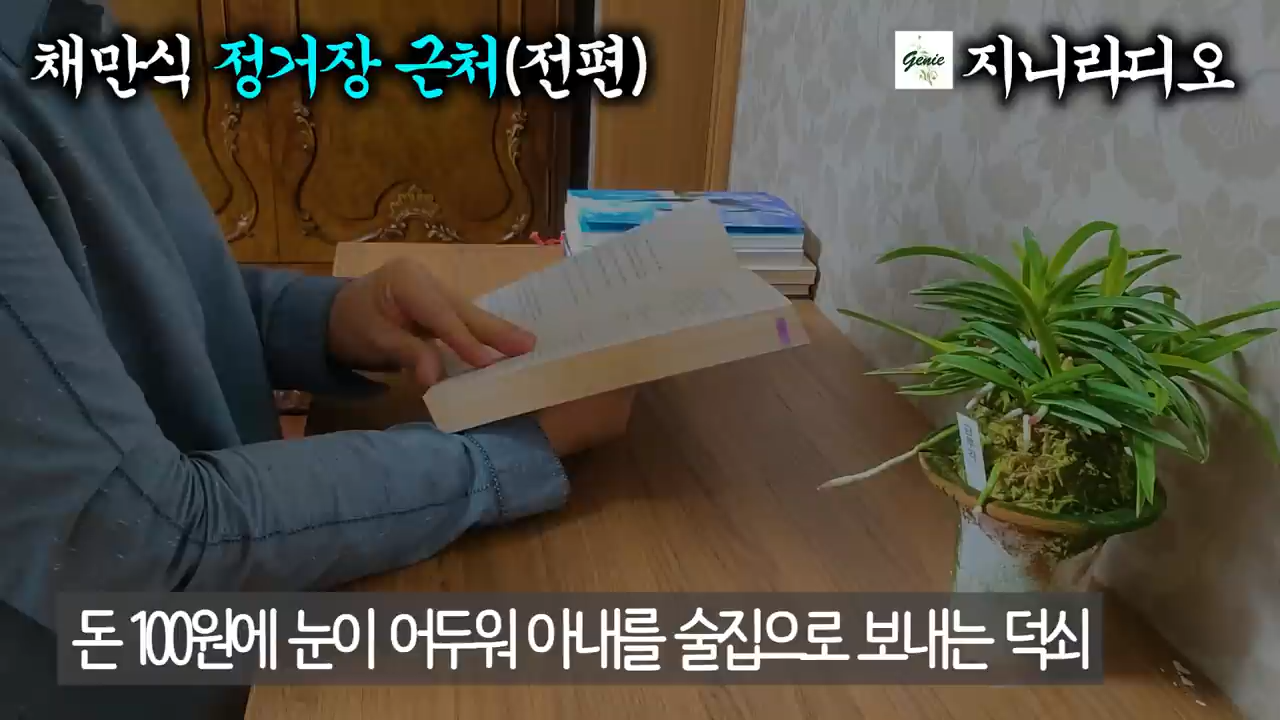 채만식 정거장 근처(전편)
Genie 지니라디오
돈 100원에 눈이 어두워 아내를 술집으로 보내는 덕쇠